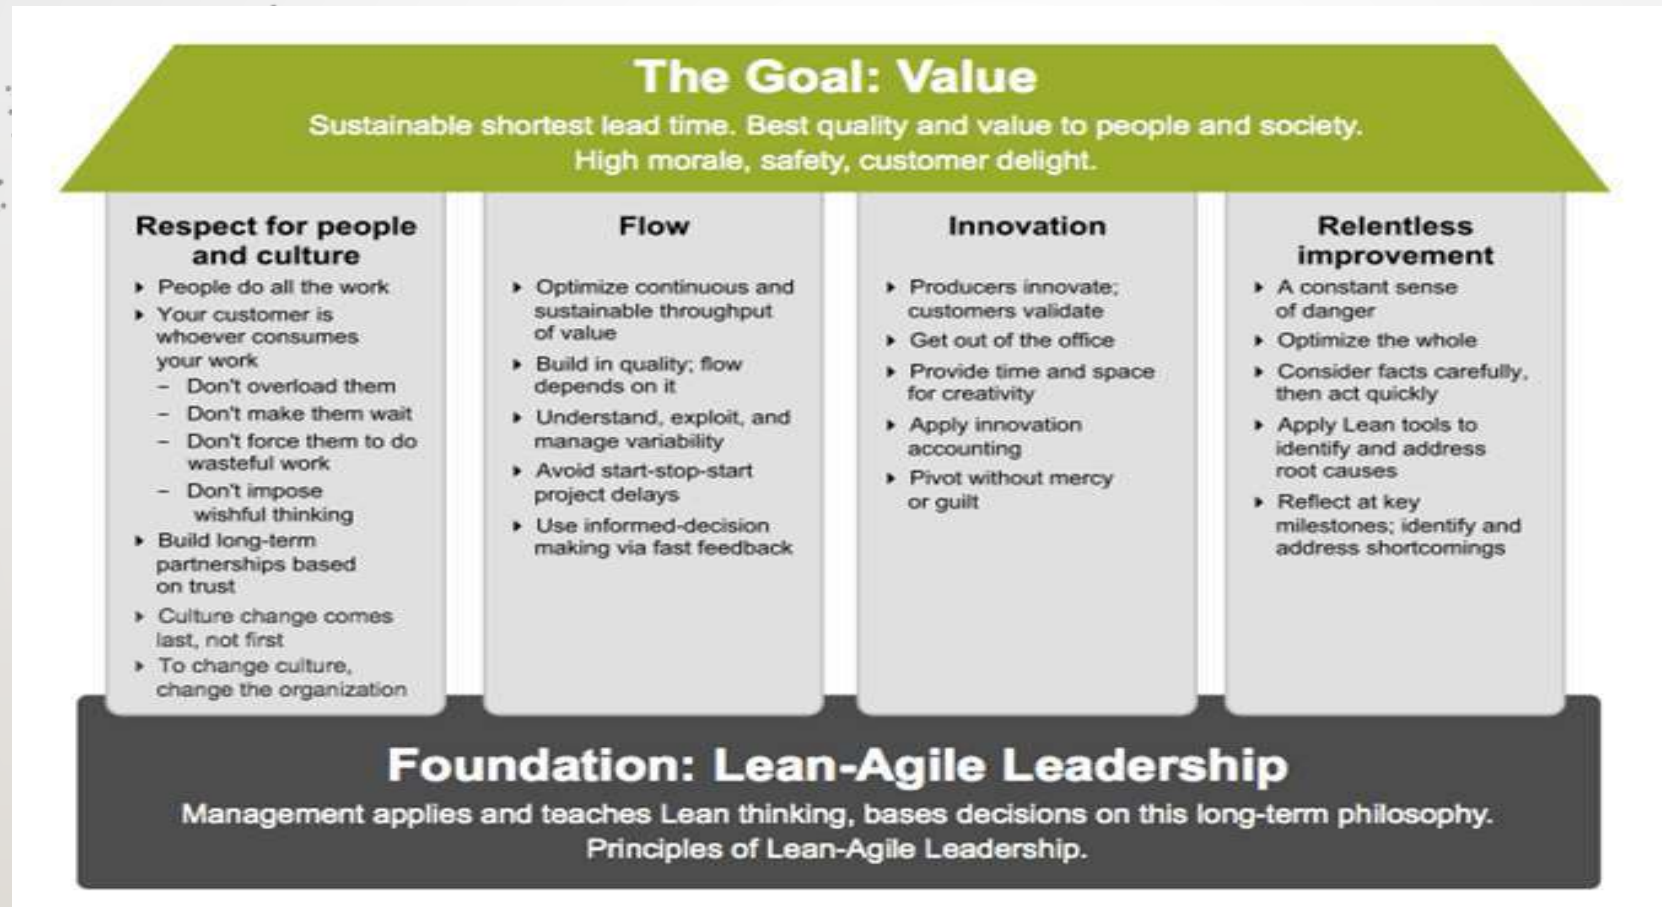 The Goal: Value
Sustainable shortest lead time. Best quality and value to people and society.
High morale, safety, customer delight.
Respect for people
and culture
‣ People do all the work
‣ Your customer is
whoever consumes
your work
– Don't overload them
– Don't make them wait
– Don't force them to do
wasteful work
– Don't impose
wishful thinking
‣ Build long-term
partnerships based
on trust
‣ Culture change comes
last, not first
‣ To change culture,
change the organization
Flow
‣ Optimize continuous and
sustainable throughput
of value
‣ Build in quality; flow
depends on it
‣ Understand, exploit, and
manage variability
‣ Avoid start-stop-start
project delays
‣ Use informed-decision
making via fast feedback
Innovation
‣ Producers innovate;
customers validate
‣ Get out of the office
‣ Provide time and space
for creativity
‣ Apply innovation
accounting
‣ Pivot without mercy
or guilt
Relentless
improvement
‣ A constant sense
of danger
‣ Optimize the whole
‣ Consider facts carefully,
then act quickly
‣ Apply Lean tools to
identify and address
root causes
‣ Reflect at key
milestones; identify and
address shortcomings
Foundation: Lean-Agile Leadership
Management applies and teaches Lean thinking, bases decisions on this long-term philosophy.
Principles of Lean-Agile Leadership.